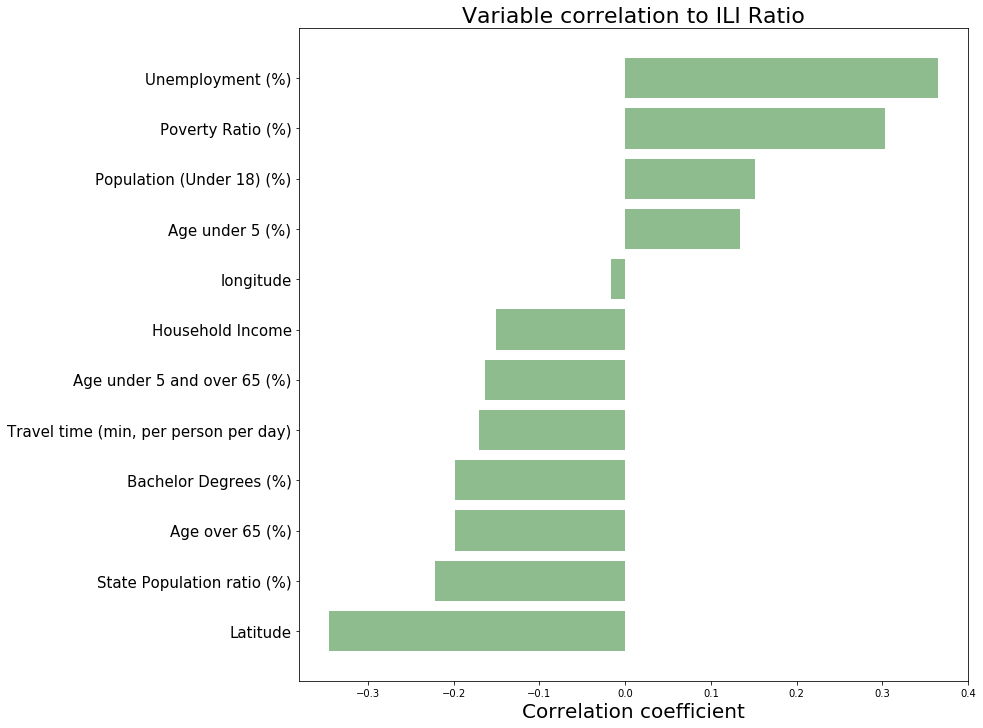 Variable correlation to ILI Ratio
Unemployment (%)
Poverty Ratio (%)
Population (Under 18) (%)
Age under 5 (%)
longitude
Household Income
Age under 5 and over 65 (%)
Travel time (min, per person per day)
Bachelor Degrees (%)
Age over 65 (%)
State Population ratio (%)
Latitude
−0.3 −0.2 −0.1 0.0 0.1 0.2 0.3 0.4
Correlation coefficient